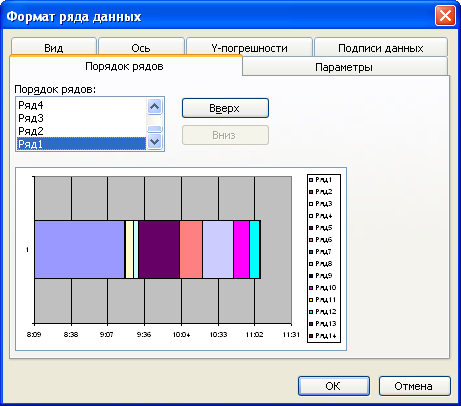 Формат ряда данных
Вид
Ось
Y-погрешности
Подписи данных
Порядок рядов
Параметры
Порядок рядов:
Ряд4
Ряд3
Ряд2
Ряд1
Вверх
Вниз
1
8:09
8:38
9:07
9:36
10:04
10:33
11:02
11:31
Ряд1
Ряд2
Ряд3
Ряд4
Ряд5
Ряд6
Ряд7
Ряд8
Ряд9
Ряд10
Ряд11
Ряд12
Ряд13
Ряд14
ОК
Отмена